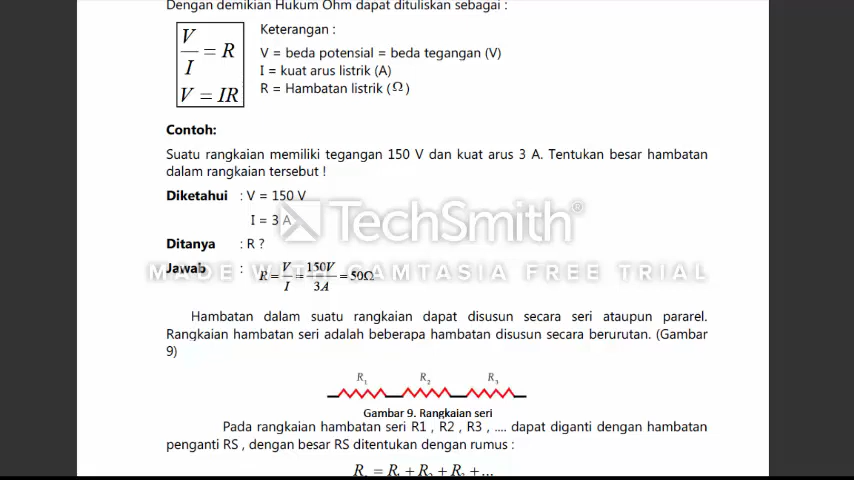 Dengan demikian Hukum Ohm dapat dituliskan sebagai :
V/I = R
V = IR
Keterangan :
V = beda potensial = beda tegangan (V)
I = kuat arus listrik (A)
R = Hambatan listrik (Ω)
Contoh:
Suatu rangkaian memiliki tegangan 150 V dan kuat arus 3 A. Tentukan besar hambatan
dalam rangkaian tersebut !
Diketahui : V = 150 V
I = 3 A
TechSmith®
Ditanya : R ?
MADE WITH CAMTASIA FREE TRIAL
Jawab : R = V/I = 150V/3A = 50Ω
Hambatan dalam suatu rangkaian dapat disusun secara seri ataupun pararel.
Rangkaian hambatan seri adalah beberapa hambatan disusun secara berurutan. (Gambar
9)
R1 R2 R3
Gambar 9. Rangkaian seri
Pada rangkaian hambatan seri R1 , R2 , R3 , .... dapat diganti dengan hambatan
penganti RS , dengan besar RS ditentukan dengan rumus :